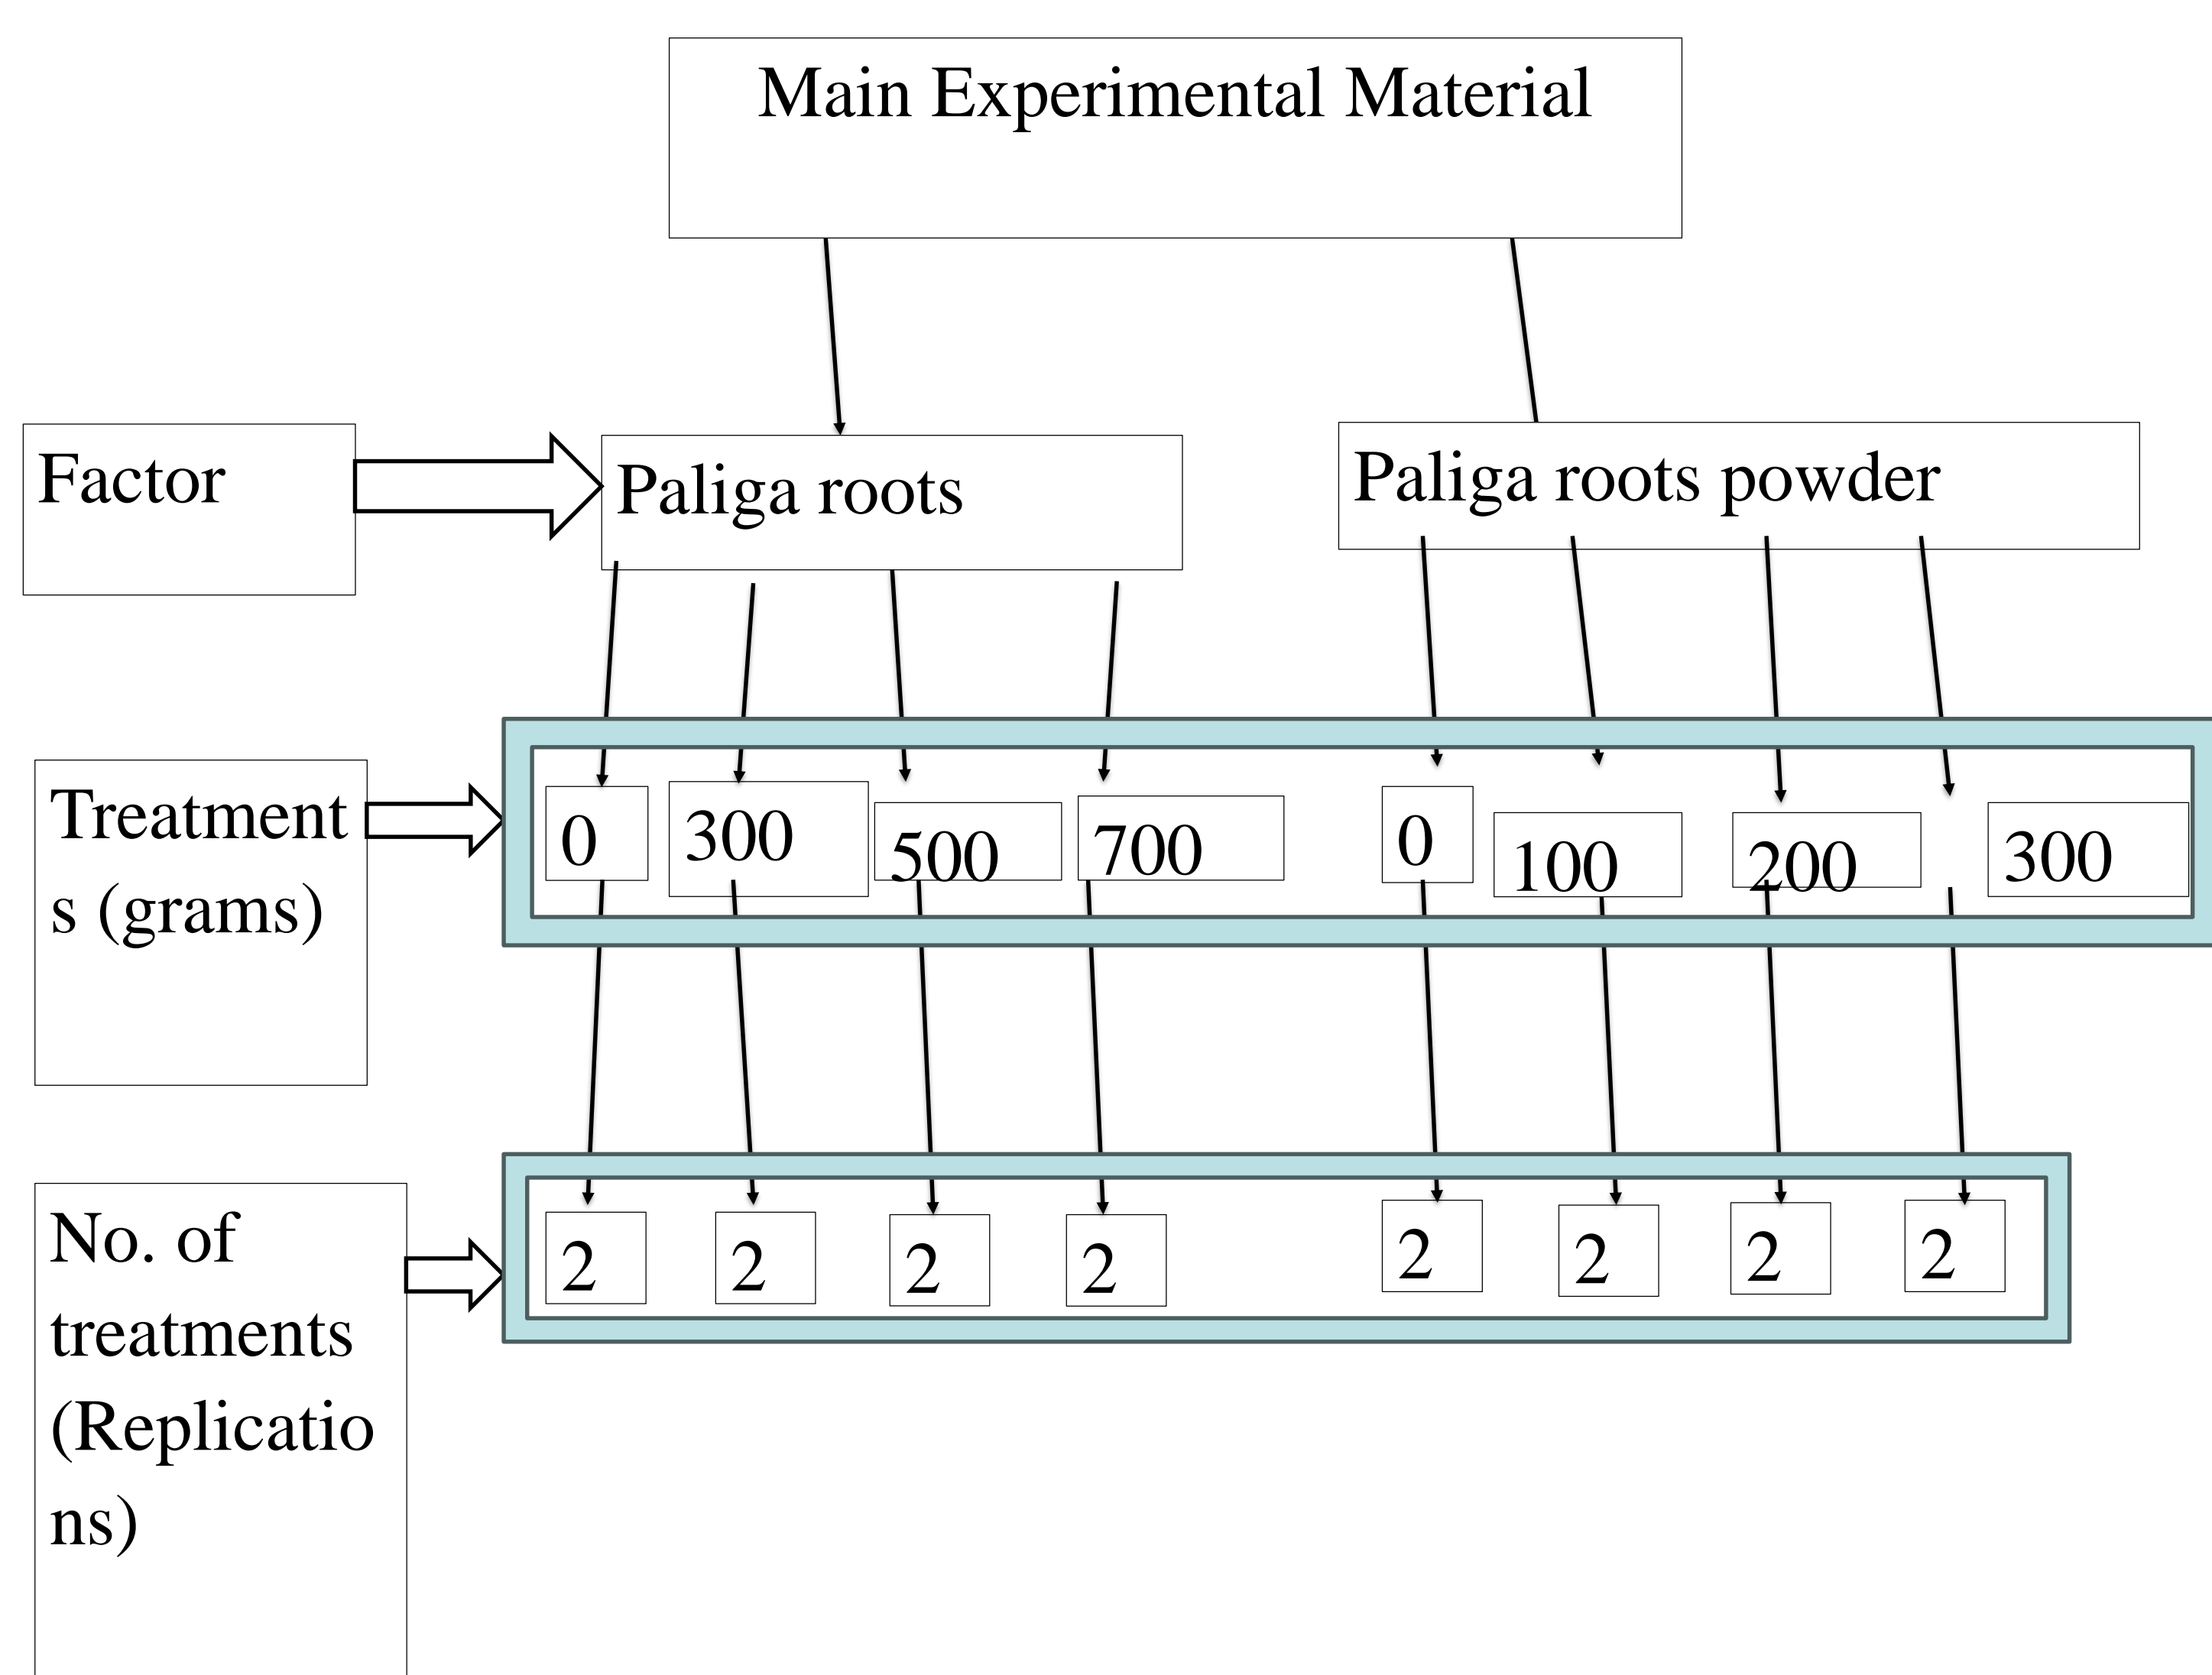 Main Experimental Material
Factor
Paliga roots
Paliga roots powder
Treatment
s (grams)
0
300
500
700
0
100
200
300
No. of
treatments
(Replicatio
ns)
2
2
2
2
2
2
2
2